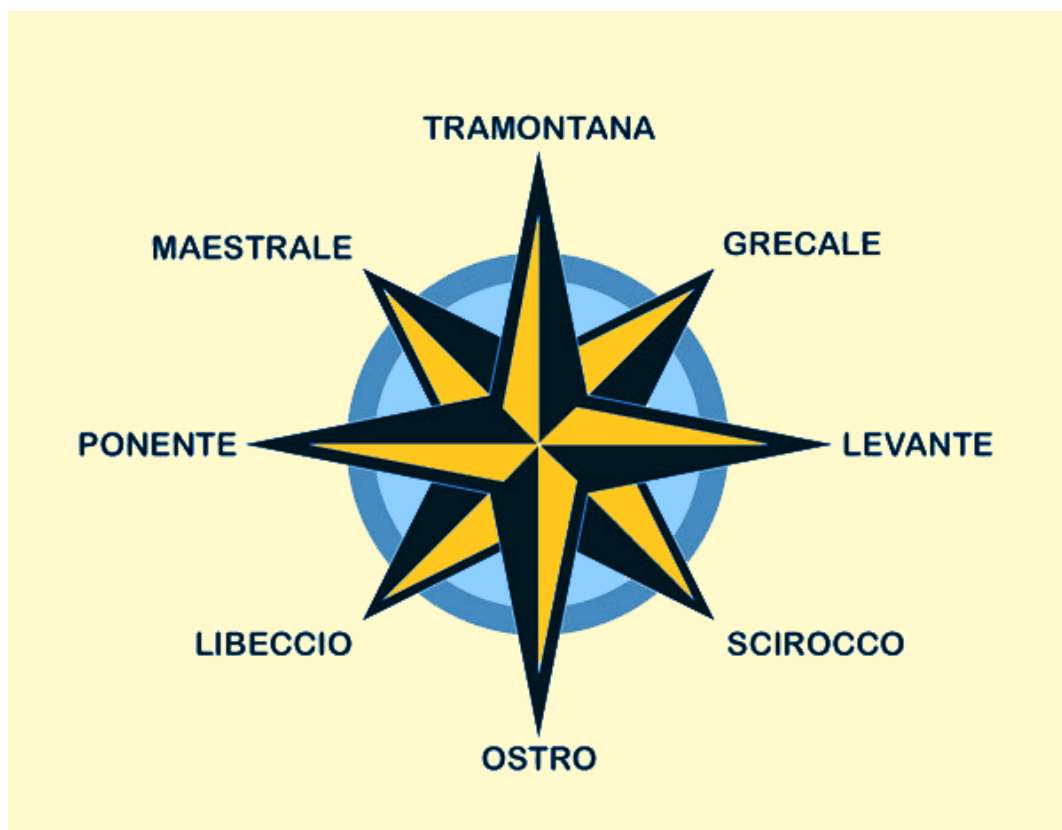 TRAMONTANA
MAESTRALE
GRECALE
PONENTE
LEVANTE
LIBECCIO
SCIROCCO
OSTRO